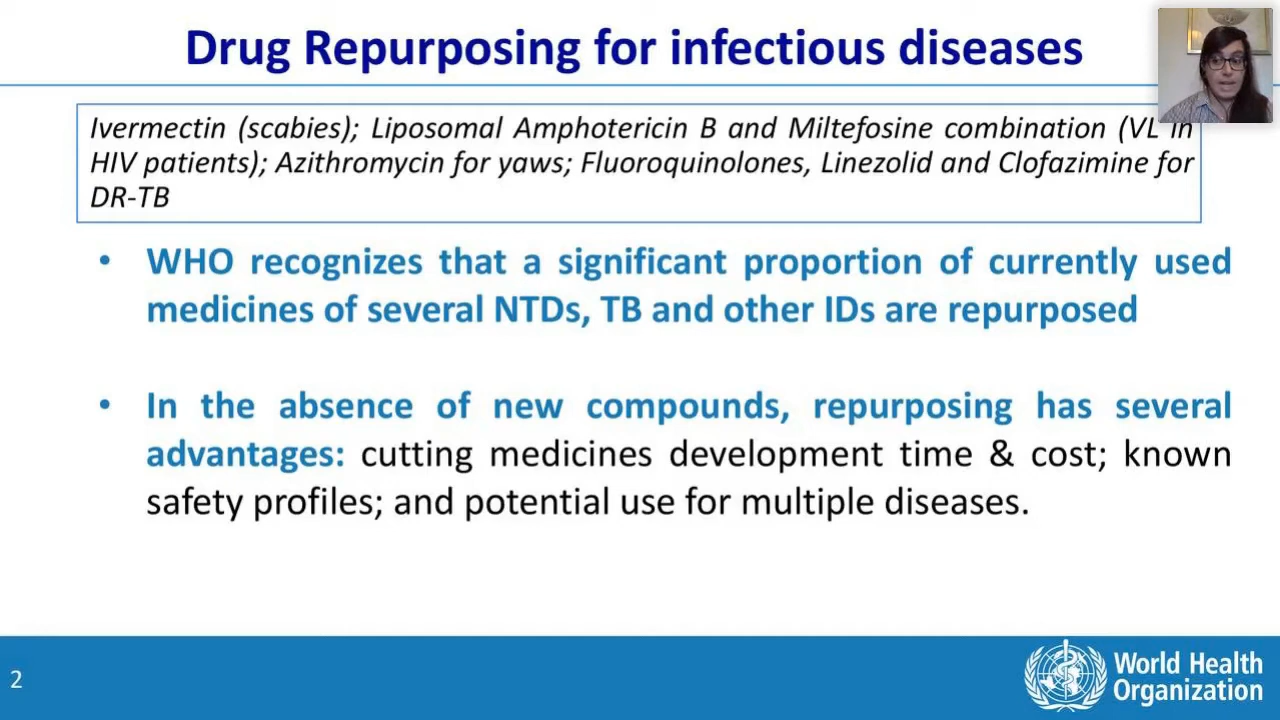 Drug Repurposing for infectious diseases
Ivermectin (scabies); Liposomal Amphotericin B and Miltefosine combination (VL in
HIV patients); Azithromycin for yaws; Fluoroquinolones, Linezolid and Clofazimine for
DR-TB
• WHO recognizes that a significant proportion of currently used
medicines of several NTDs, TB and other IDs are repurposed
• In the absence of new compounds, repurposing has several
advantages: cutting medicines development time & cost; known
safety profiles; and potential use for multiple diseases.
2
World Health
Organization